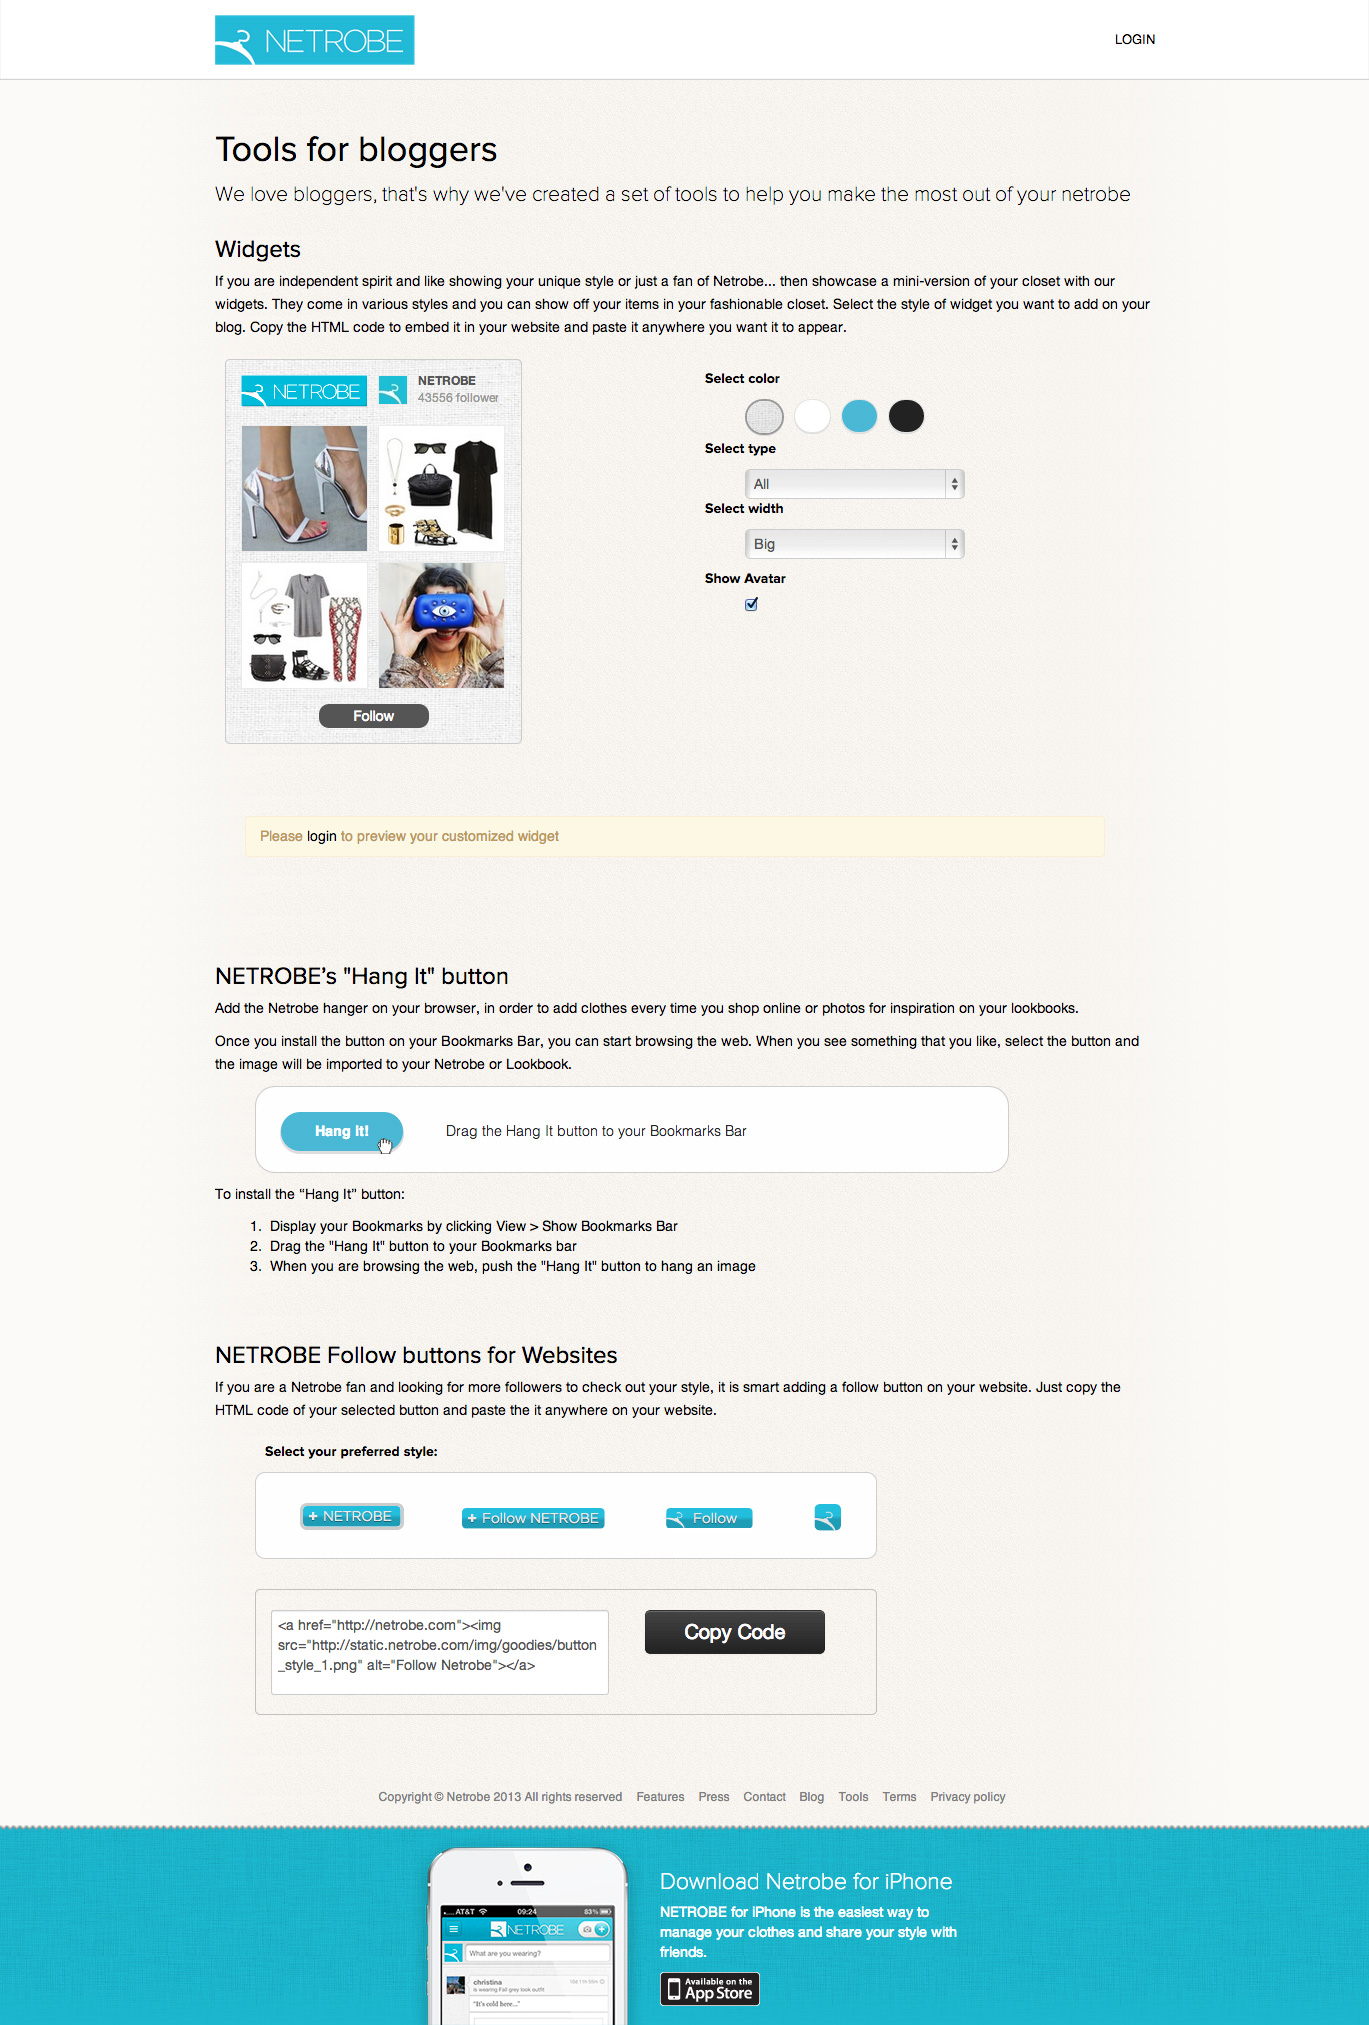 NETROBE
LOGIN
Tools for bloggers
We love bloggers, that's why we've created a set of tools to help you make the most out of your netrobe
Widgets
If you are independent spirit and like showing your unique style or just a fan of Netrobe... then showcase a mini-version of your closet with our
widgets. They come in various styles and you can show off your items in your fashionable closet. Select the style of widget you want to add on your
blog. Copy the HTML code to embed it in your website and paste it anywhere you want it to appear.
NETROBE
NETROBE
43556 follower
Follow
Select color
Select type
All
Select width
Big
Show Avatar
Please login to preview your customized widget
NETROBE's "Hang It" button
Add the Netrobe hanger on your browser, in order to add clothes every time you shop online or photos for inspiration on your lookbooks.
Once you install the button on your Bookmarks Bar, you can start browsing the web. When you see something that you like, select the button and
the image will be imported to your Netrobe or Lookbook.
Hang it!
Drag the Hang It button to your Bookmarks Bar
To install the “Hang It” button:
1. Display your Bookmarks by clicking View > Show Bookmarks Bar
2. Drag the "Hang It" button to your Bookmarks bar
3. When you are browsing the web, push the "Hang It" button to hang an image
NETROBE Follow buttons for Websites
If you are a Netrobe fan and looking for more followers to check out your style, it is smart adding a follow button on your website. Just copy the
HTML code of your selected button and paste the it anywhere on your website.
Select your preferred style:
+ NETROBE
+ Follow NETROBE
Follow
<a href="http://netrobe.com"><img
src="http://static.netrobe.com/img/goodies/button
_style_1.png" alt="Follow Netrobe"></a>
Copy Code
Copyright © Netrobe 2013 All rights reserved Features Press Contact Blog Tools Terms Privacy policy
AT&T 09:24 83%
NETROBE
What are you wearing?
christina
is wearing Fall grey look outfit
"It's cold here..."
Download Netrobe for iPhone
NETROBE for iPhone is the easiest way to
manage your clothes and share your style with
friends.
Available on the
App Store